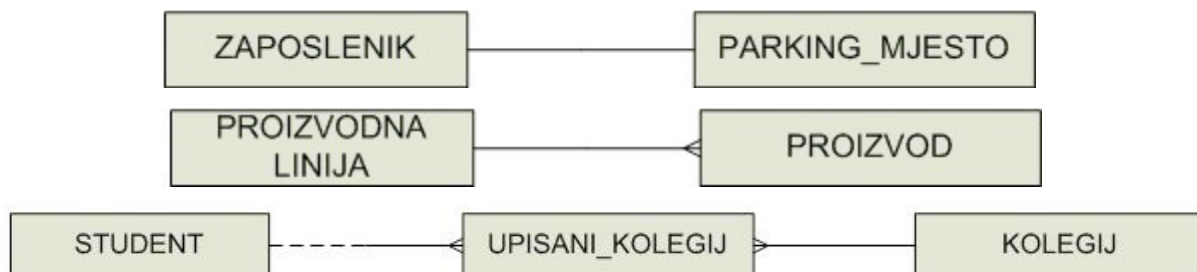 ZAPOSLENIK
PARKING_MJESTO
PROIZVODNA
LINIJA
PROIZVOD
STUDENT
UPISANI_KOLEGIJ
KOLEGIJ